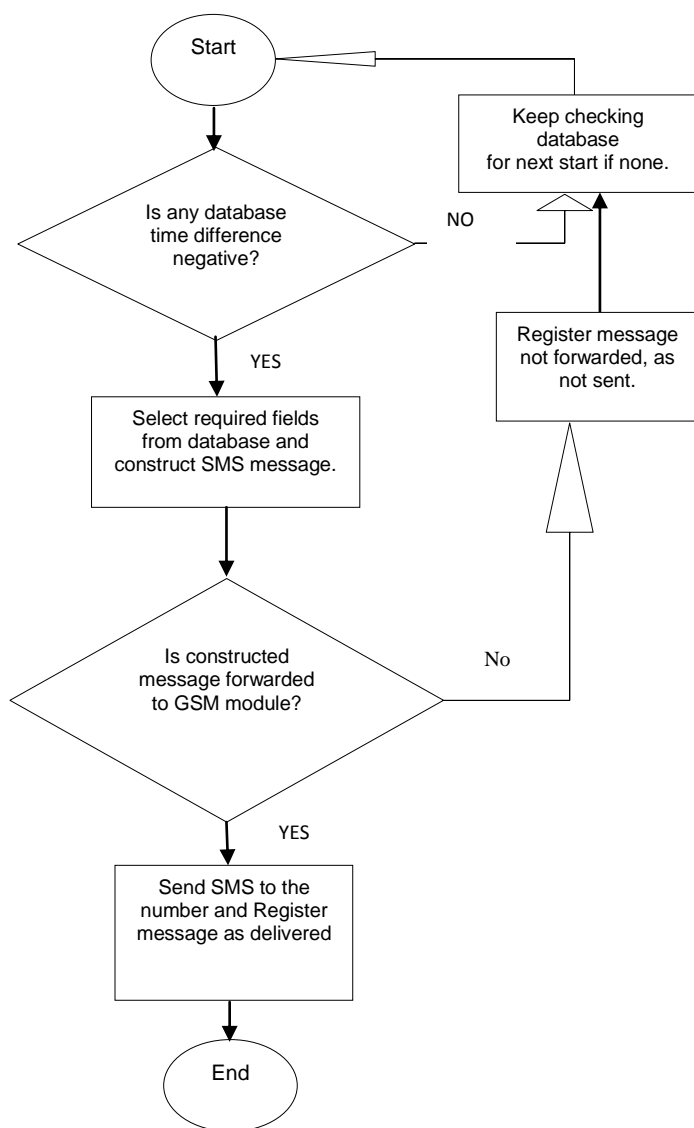 Start
Keep checking
database
for next start if none.
Is any database
time difference
negative?
NO
Register message
not forwarded, as
not sent.
YES
Select required fields
from database and
construct SMS message.
Is constructed
message forwarded
to GSM module?
No
YES
Send SMS to the
number and Register
message as delivered
End